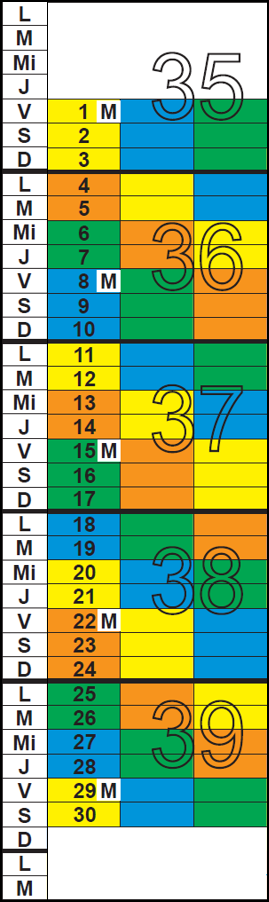 L
M
Mi
J
35
V 1 M
S 2
D 3
L 4
M 5
Mi 6
36
J 7
V 8 M
S 9
D 10
L 11
M 12
Mi 13
37
J 14
V 15 M
S 16
D 17
L 18
M 19
Mi 20
38
J 21
V 22 M
S 23
D 24
L 25
M 26
Mi 27
39
J 28
V 29 M
S 30
D
L
M